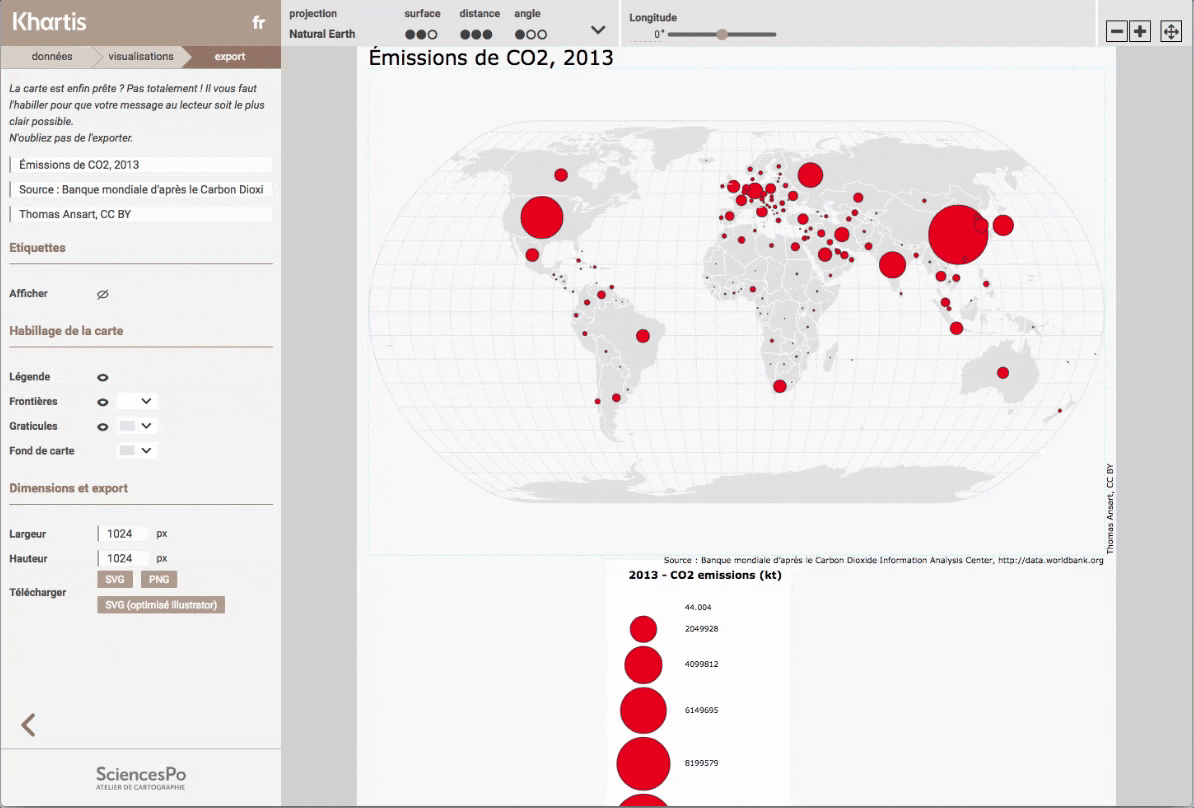 Khartis
fr
données
visualisations
export
La carte est enfin prête ? Pas totalement ! Il vous faut
l'habiller pour que votre message au lecteur soit le plus
clair possible.
N'oubliez pas de l'exporter.
Émissions de CO2, 2013
Source : Banque mondiale d'après le Carbon Dioxi
Thomas Ansart, CC BY
Etiquettes
Afficher
Habillage de la carte
Légende
Frontières
Graticules
Fond de carte
Dimensions et export
Largeur 1024 px
Hauteur 1024 px
Télécharger
SVG PNG
SVG (optimisé illustrator)
SciencesPo
ATELIER DE CARTOGRAPHIE
projection surface distance angle
Natural Earth
Longitude
0°
Émissions de CO2, 2013
Thomas Ansart, CC BY
Source : Banque mondiale d'après le Carbon Dioxide Information Analysis Center, http://data.worldbank.org
2013 - CO2 emissions (kt)
44.004
2049928
4099812
6149695
8199579